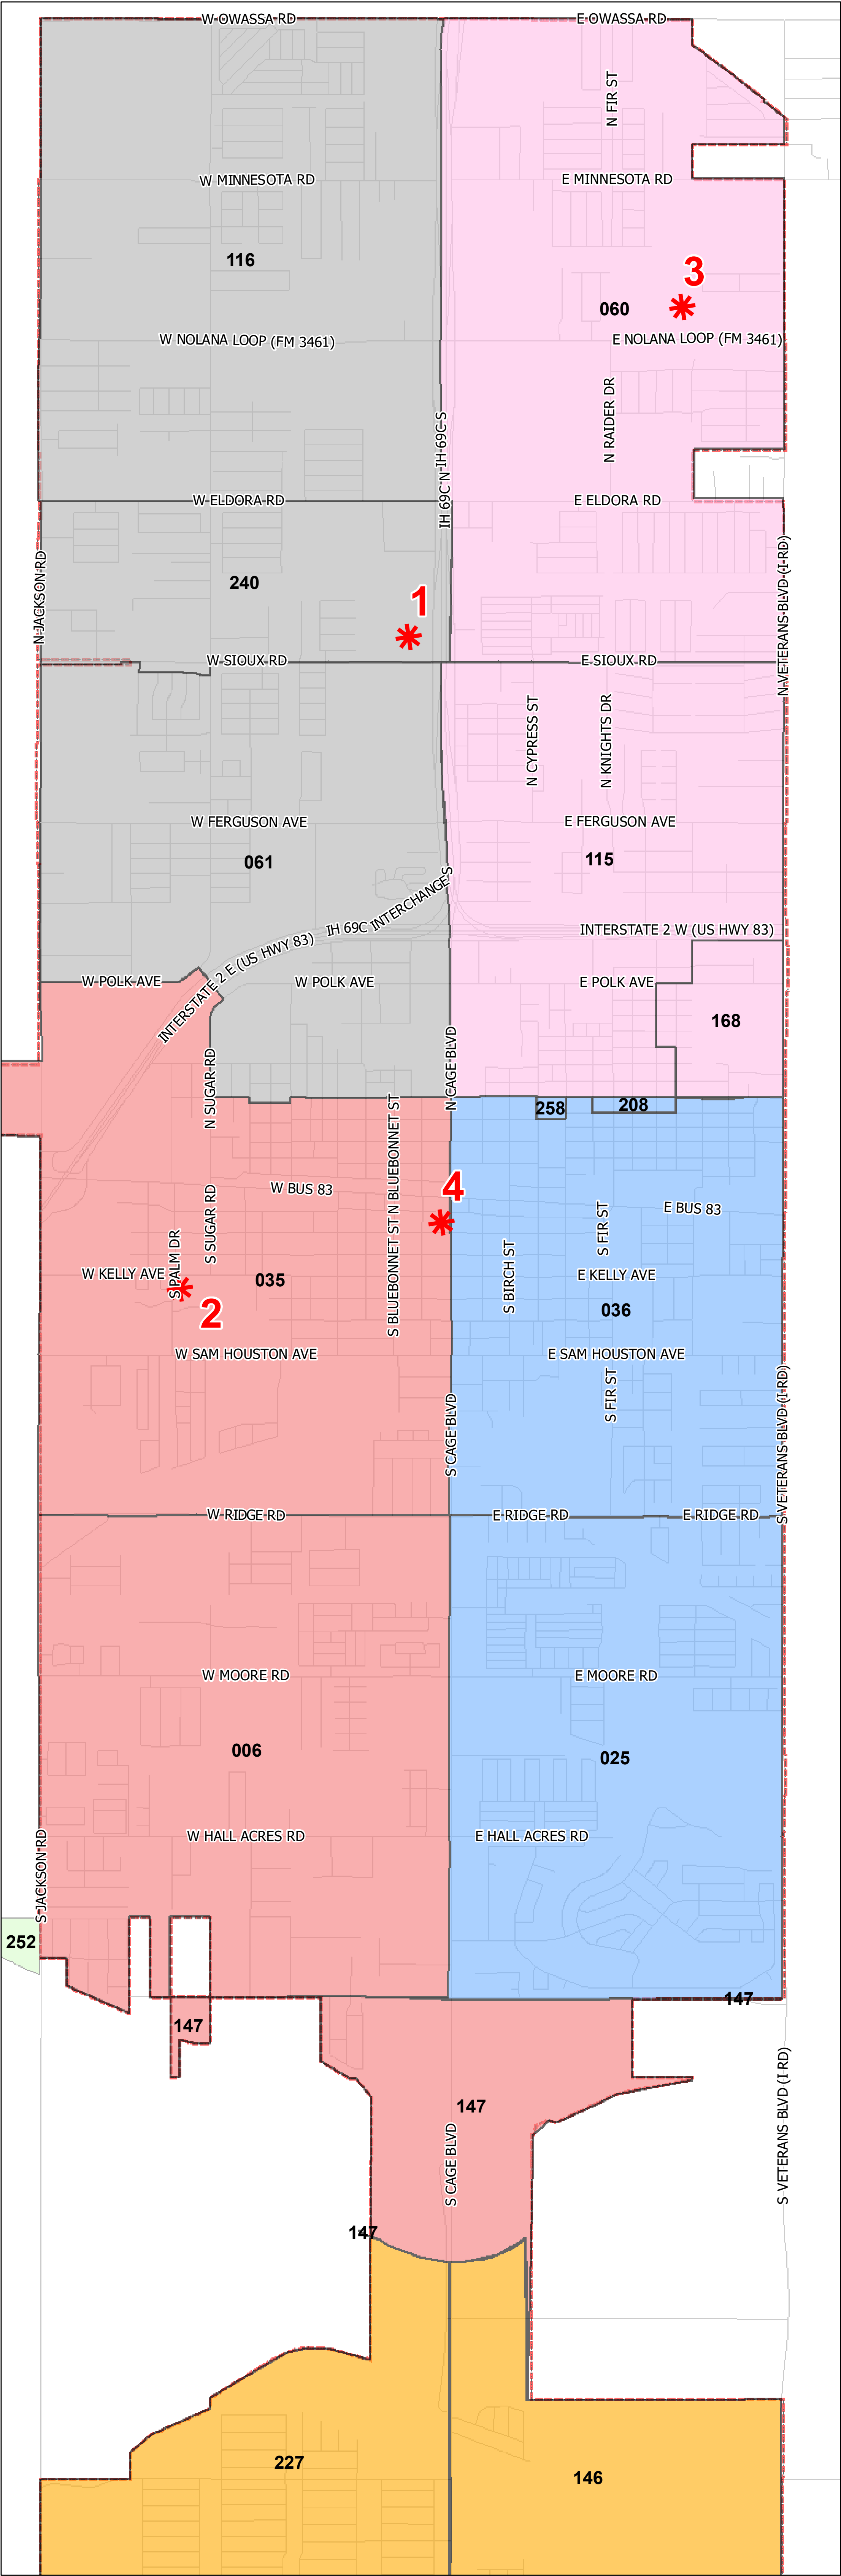 W OWASSA RD
E OWASSA RD
N FIR ST
W MINNESOTA RD
E MINNESOTA RD
116
3
060
W NOLANA LOOP (FM 3461)
E NOLANA LOOP (FM 3461)
N RAIDER DR
IH 69C N IH 69C S
W ELDORA RD
E ELDORA RD
N JACKSON RD
240
1
N VETERANS BLVD (I RD)
W SIOUX RD
E SIOUX RD
N CYPRESS ST
N KNIGHTS DR
W FERGUSON AVE
E FERGUSON AVE
061
115
IH 69C INTERCHANGE S
INTERSTATE 2 E (US HWY 83)
INTERSTATE 2 W (US HWY 83)
W POLK AVE
W POLK AVE
E POLK AVE
168
N SUGAR RD
N CAGE BLVD
258
208
S BLUEBONNET ST N BLUEBONNET ST
W BUS 83
4
E BUS 83
S SUGAR RD
S FIR ST
S PALM DR
S BIRCH ST
W KELLY AVE
035
E KELLY AVE
2
036
W SAM HOUSTON AVE
E SAM HOUSTON AVE
S FIR ST
S CAGE BLVD
S VETERANS BLVD (I RD)
W RIDGE RD
E RIDGE RD
E RIDGE RD
W MOORE RD
E MOORE RD
006
025
W HALL ACRES RD
E HALL ACRES RD
S JACKSON RD
252
147
147
147
S CAGE BLVD
S VETERANS BLVD (I RD)
147
227
146